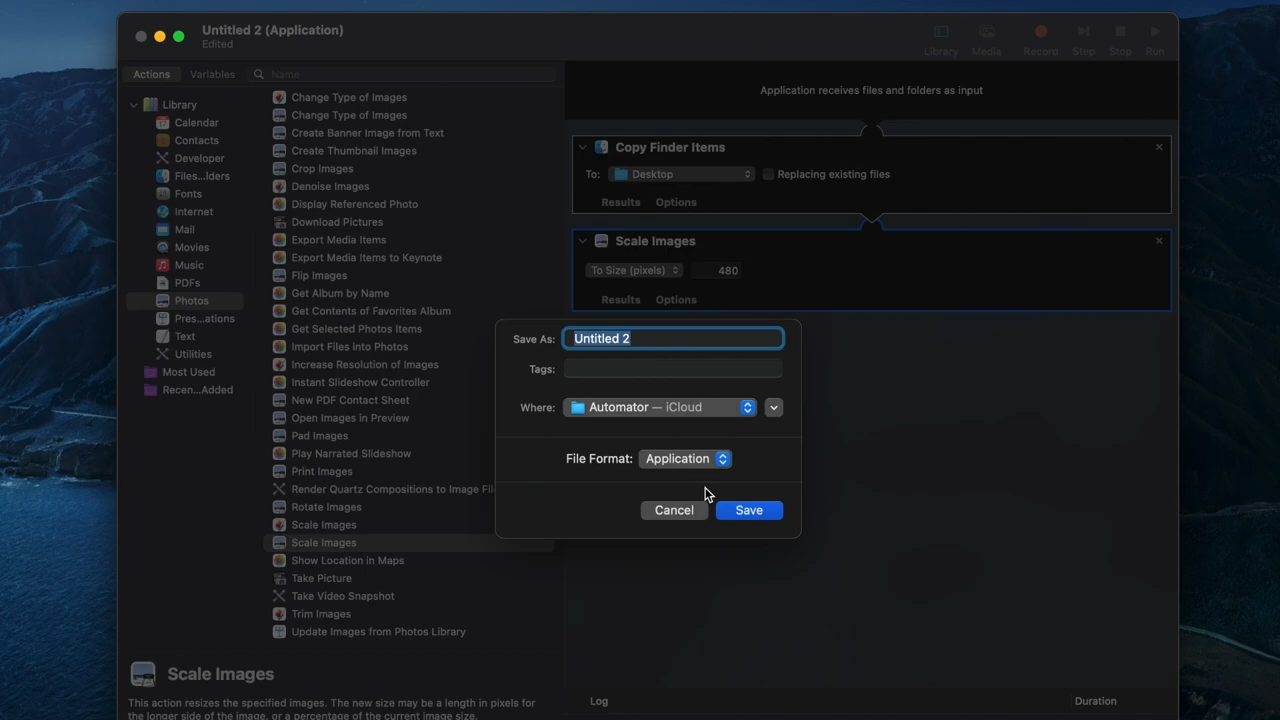 Untitled 2 (Application)
Edited
Library
Media
Record
Step
Stop
Run
Actions
Variables
Name
Library
Calendar
Contacts
Developer
Files...lders
Fonts
Internet
Mail
Movies
Music
PDFs
Photos
Pres...ations
Text
Utilities
Most Used
Recen...Added
Change Type of Images
Change Type of Images
Create Banner Image from Text
Create Thumbnail Images
Crop Images
Denoise Images
Display Referenced Photo
Download Pictures
Export Media Items
Export Media Items to Keynote
Flip Images
Get Album by Name
Get Contents of Favorites Album
Get Selected Photos Items
Import Files into Photos
Increase Resolution of Images
Instant Slideshow Controller
New PDF Contact Sheet
Open Images in Preview
Pad Images
Play Narrated Slideshow
Print Images
Render Quartz Compositions to Image Fil
Rotate Images
Scale Images
Scale Images
Show Location in Maps
Take Picture
Take Video Snapshot
Trim Images
Update Images from Photos Library
Application receives files and folders as input
Copy Finder Items
To: Desktop Replacing existing files
Results Options
Scale Images
To Size (pixels) 480
Results Options
Save As: Untitled 2
Tags:
Where: Automator — iCloud
File Format: Application
Cancel Save
Scale Images
This action resizes the specified images. The new size may be a length in pixels for
the longer side of the image, or a percentage of the current image size.
Log
Duration